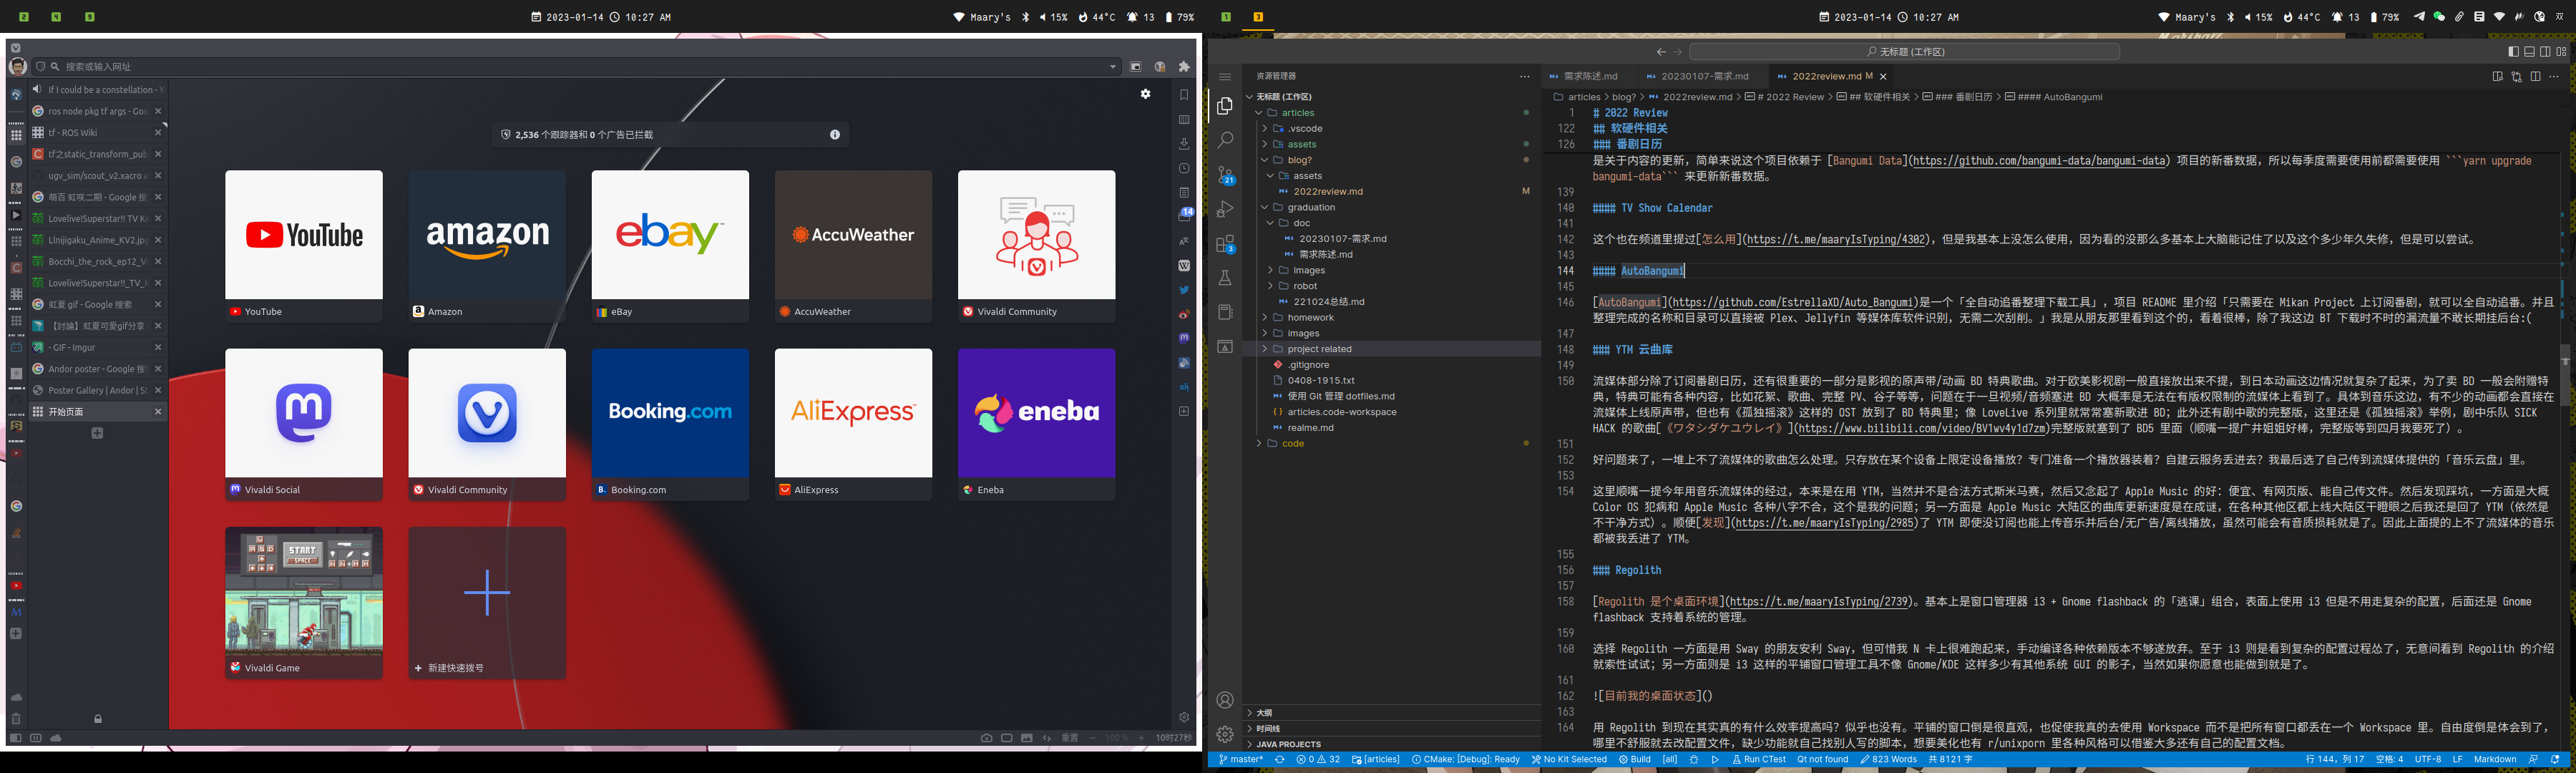 2 4 9
2023-01-14 10:27 AM
Maary's 15% 44°C 13 79%
1 3
2023-01-14 10:27 AM
Maary's 15% 44°C 13 79%
搜索或输入网址
If I could be a constellation - Y
ros node pkg tf args - Goo
tf - ROS Wiki
tf之static_transform_pub
ugv_sim/scout_v2.xacro a
萌百 虹咲二期 - Google 搜
Lovelive!Superstar!! TV Ke
LInijigaku_Anime_KV2.jpg
Bocchi_the_rock_ep12_Vi
Lovelive!Superstar!!_TV_K
虹夏 gif - Google 搜索
【討論】虹夏可愛gif分享
- GIF - Imgur
Andor poster - Google 搜
Poster Gallery | Andor | St
开始页面
2,536 个跟踪器和 0 个广告已拦截
YouTube
amazon
ebay
AccuWeather
YouTube
Amazon
eBay
AccuWeather
Vivaldi Community
Booking.com
AliExpress
eneba
Vivaldi Social
Vivaldi Community
Booking.com
AliExpress
Eneba
START
SPACE
Vivaldi Game
新建快速拨号
14
重置 100 % 10时27秒
无标题 (工作区)
资源管理器
无标题 (工作区)
articles
.vscode
assets
blog?
assets
2022review.md M
graduation
doc
20230107-需求.md
需求陈述.md
images
robot
221024总结.md
homework
images
project related
.gitignore
0408-1915.txt
使用 Git 管理 dotfiles.md
articles.code-workspace
realme.md
code
大纲
时间线
JAVA PROJECTS
21
3
需求陈述.md 20230107-需求.md 2022review.md M
articles > blog? > 2022review.md > # 2022 Review > ## 软硬件相关 > ### 番剧日历 > #### AutoBangumi
1 # 2022 Review
122 ## 软硬件相关
126 ### 番剧日历
是关于内容的更新，简单来说这个项目依赖于 [Bangumi Data](https://github.com/bangumi-data/bangumi-data) 项目的新番数据，所以每季度需要使用前都需要使用 ```yarn upgrade
bangumi-data``` 来更新新番数据。
139
140 #### TV Show Calendar
141
142 这个也在频道里提过[怎么用](https://t.me/maaryIsTyping/4302)，但是我基本上没怎么使用，因为看的没那么多基本上大脑能记住了以及这个多少年久失修，但是可以尝试。
143
144 #### AutoBangumi
145
146 [AutoBangumi](https://github.com/EstrellaXD/Auto_Bangumi)是一个「全自动追番整理下载工具」，项目 README 里介绍「只需要在 Mikan Project 上订阅番剧，就可以全自动追番。并且
整理完成的名称和目录可以直接被 Plex、Jellyfin 等媒体库软件识别，无需二次刮削。」我是从朋友那里看到这个的，看着很棒，除了我这边 BT 下载时不时的漏流量不敢长期挂后台:(
147
148 ### YTM 云曲库
149
150 流媒体部分除了订阅番剧日历，还有很重要的一部分是影视的原声带/动画 BD 特典歌曲。对于欧美影视剧一般直接放出来不提，到日本动画这边情况就复杂了起来，为了卖 BD 一般会附赠特
典，特典可能有各种内容，比如花絮、歌曲、完整 PV、谷子等等，问题在于一旦视频/音频塞进 BD 大概率是无法在有版权限制的流媒体上看到了。具体到音乐这边，有不少的动画都会直接在
流媒体上线原声带，但也有《孤独摇滚》这样的 OST 放到了 BD 特典里；像 LoveLive 系列里就常常塞新歌进 BD；此外还有剧中歌的完整版，这里还是《孤独摇滚》举例，剧中乐队 SICK
HACK 的歌曲[《ワタシダケユウレイ》](https://www.bilibili.com/video/BV1wv4y1d7zm)完整版就塞到了 BD5 里面（顺嘴一提广井姐姐好棒，完整版等到四月我要死了）。
151
152 好问题来了，一堆上不了流媒体的歌曲怎么处理。只存放在某个设备上限定设备播放？专门准备一个播放器装着？自建云服务丢进去？我最后选了自己传到流媒体提供的「音乐云盘」里。
153
154 这里顺嘴一提今年用音乐流媒体的经过，本来是在用 YTM，当然并不是合法方式斯米马赛，然后又念起了 Apple Music 的好：便宜、有网页版、能自己传文件。然后发现踩坑，一方面是大概
Color OS 犯病和 Apple Music 各种八字不合，这个是我的问题；另一方面是 Apple Music 大陆区的曲库更新速度是在成谜，在各种其他区都上线大陆区干瞪眼之后我还是回了 YTM（依然是
不干净方式）。顺便[发现](https://t.me/maaryIsTyping/2985)了 YTM 即使没订阅也能上传音乐并后台/无广告/离线播放，虽然可能会有音质损耗就是了。因此上面提的上不了流媒体的音乐
都被我丢进了 YTM。
155
156 ### Regolith
157
158 [Regolith 是个桌面环境](https://t.me/maaryIsTyping/2739)。基本上是窗口管理器 i3 + Gnome flashback 的「逃课」组合，表面上使用 i3 但是不用走复杂的配置，后面还是 Gnome
flashback 支持着系统的管理。
159
160 选择 Regolith 一方面是用 Sway 的朋友安利 Sway，但可惜我 N 卡上很难跑起来，手动编译各种依赖版本不够遂放弃。至于 i3 则是看到复杂的配置过程怂了，无意间看到 Regolith 的介绍
就索性试试；另一方面则是 i3 这样的平铺窗口管理工具不像 Gnome/KDE 这样多少有其他系统 GUI 的影子，当然如果你愿意也能做到就是了。
161
162 ![目前我的桌面状态]()
163
164 用 Regolith 到现在其实真的有什么效率提高吗？似乎也没有。平铺的窗口倒是很直观，也促使我真的去使用 Workspace 而不是把所有窗口都丢在一个 Workspace 里。自由度倒是体会到了，
哪里不舒服就去改配置文件，缺少功能就自己找别人写的脚本，想要美化也有 r/unixporn 里各种风格可以借鉴大多还有自己的配置文档。
master* 0 32 [articles] CMake: [Debug]: Ready No Kit Selected Build [all] Run CTest Qt not found 823 Words 共 8121 字
行 144，列 17 空格: 4 UTF-8 LF Markdown